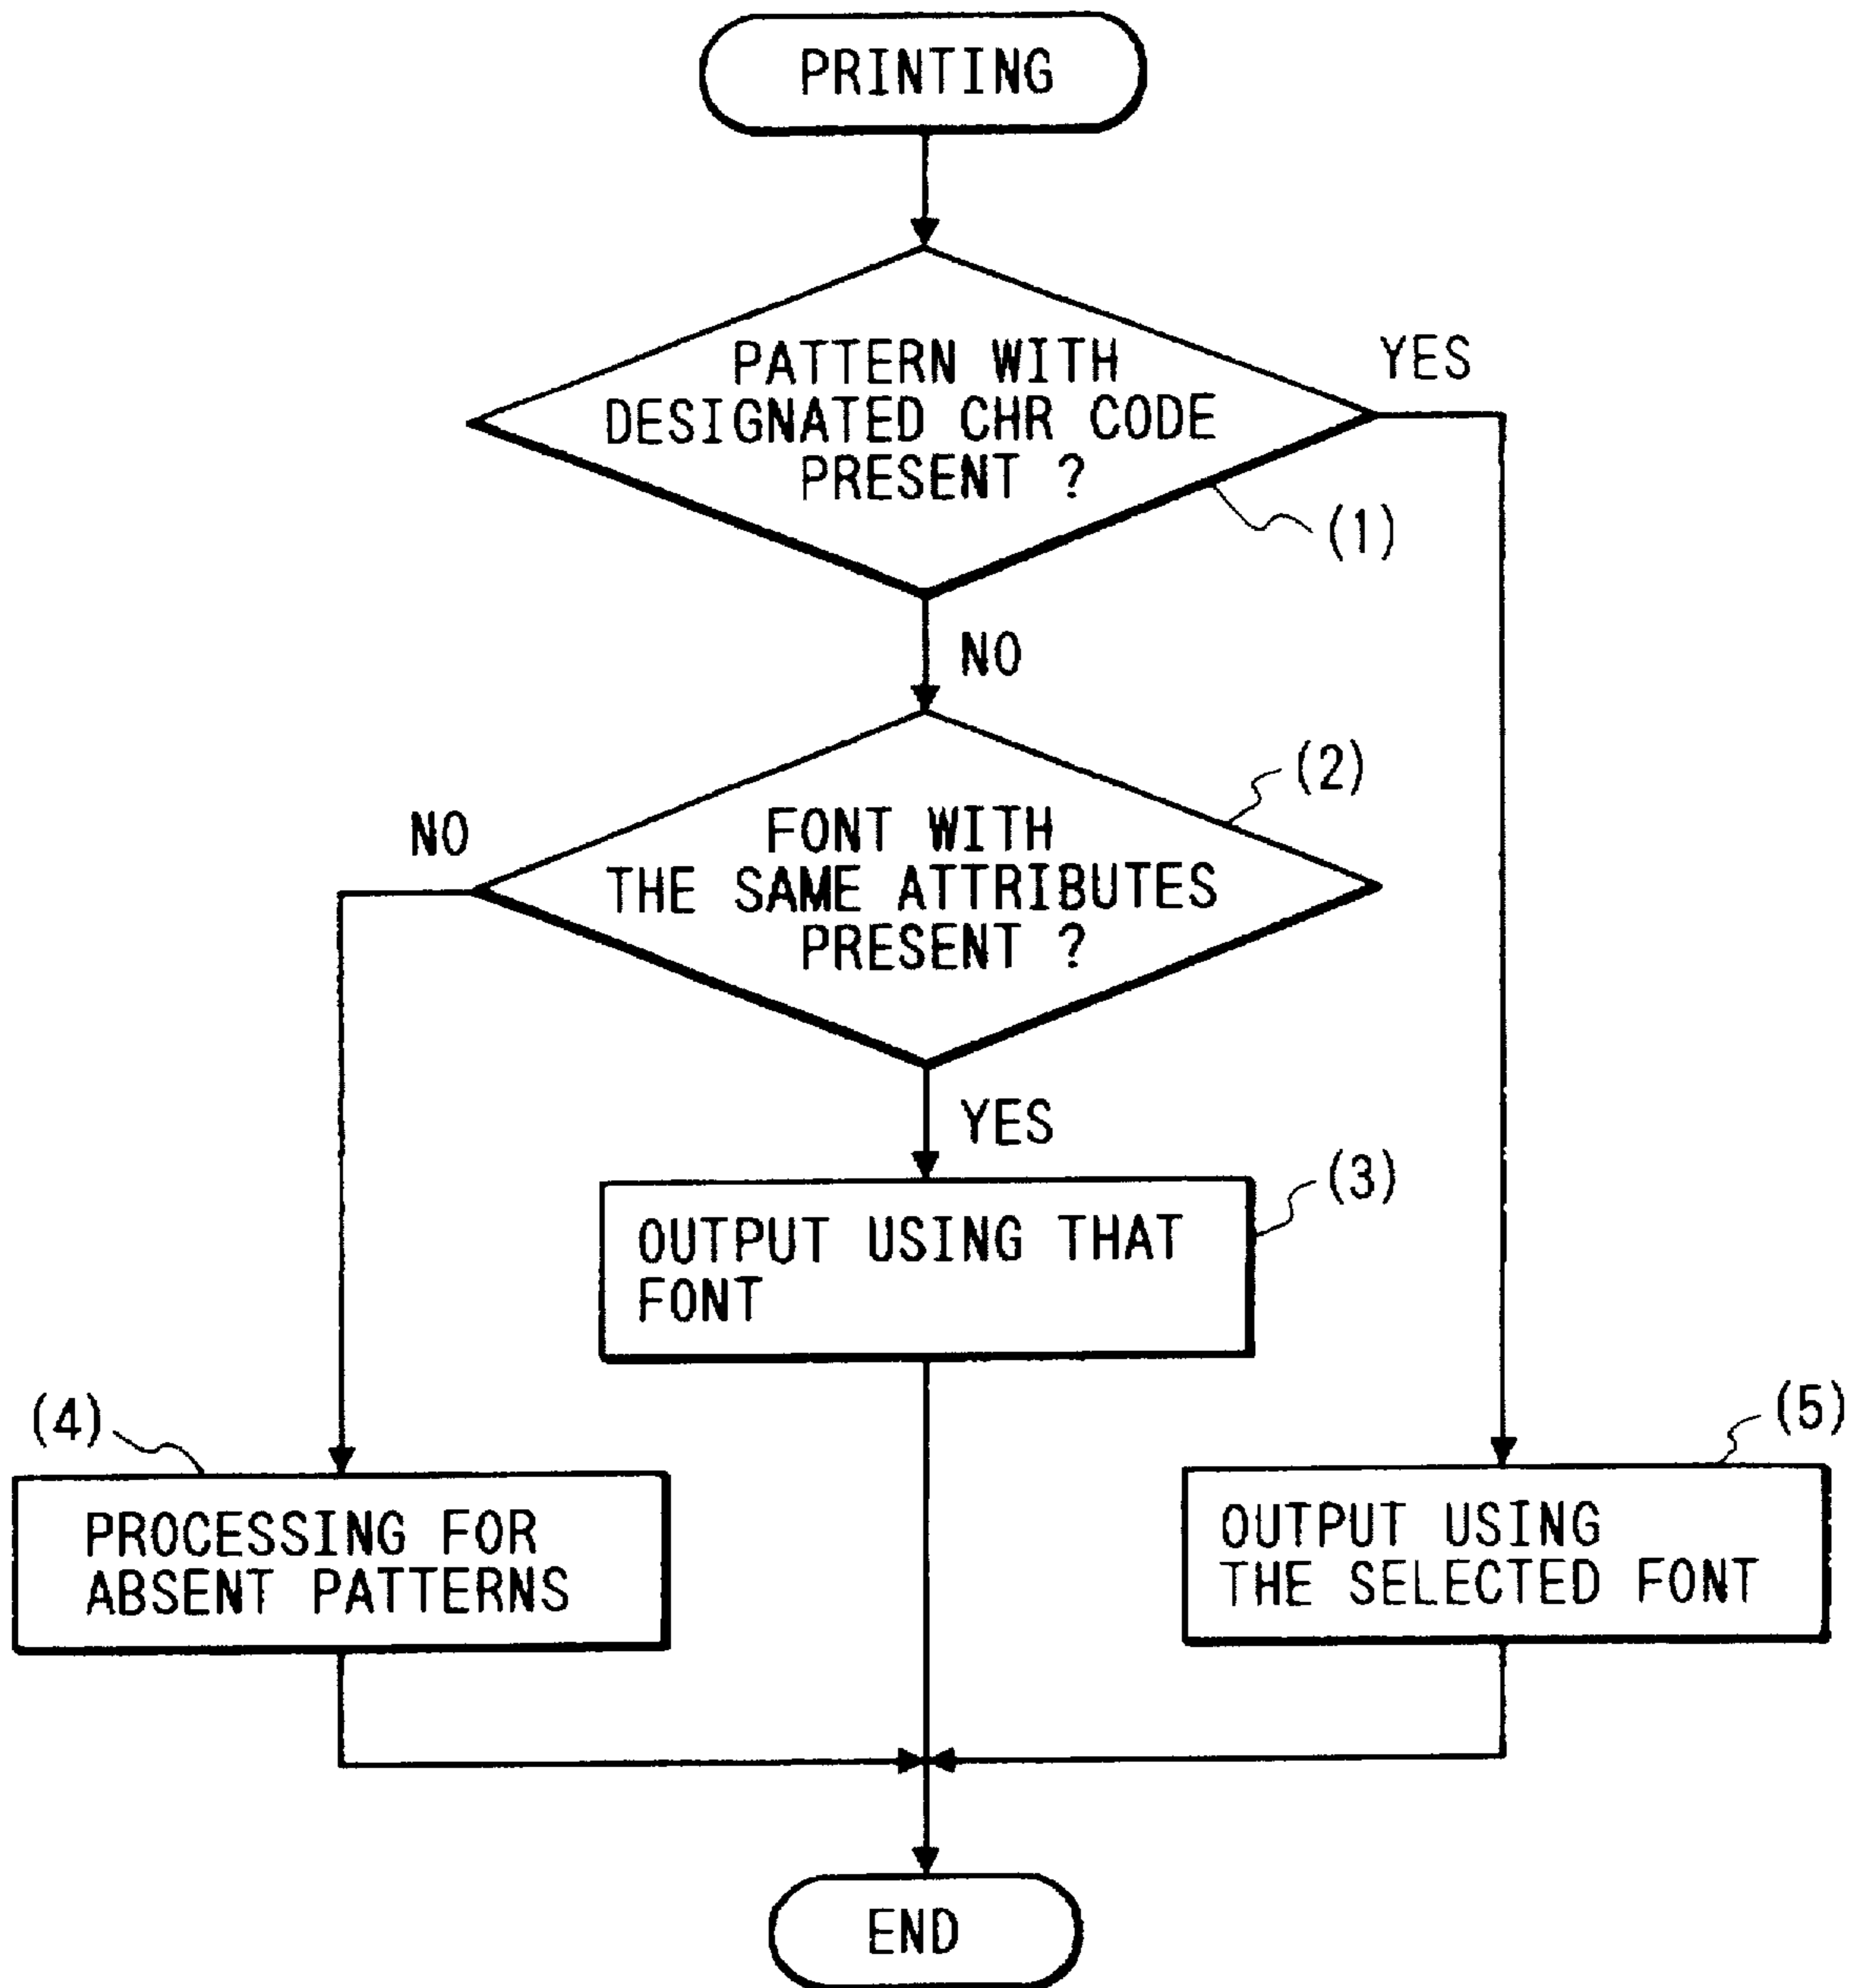 PRINTING
PATTERN WITH
DESIGNATED CHR CODE
PRESENT ?
YES
(1)
NO
(2)
FONT WITH
THE SAME ATTRIBUTES
PRESENT ?
NO
YES
(3)
OUTPUT USING THAT
FONT
(4)
PROCESSING FOR
ABSENT PATTERNS
(5)
OUTPUT USING
THE SELECTED FONT
END